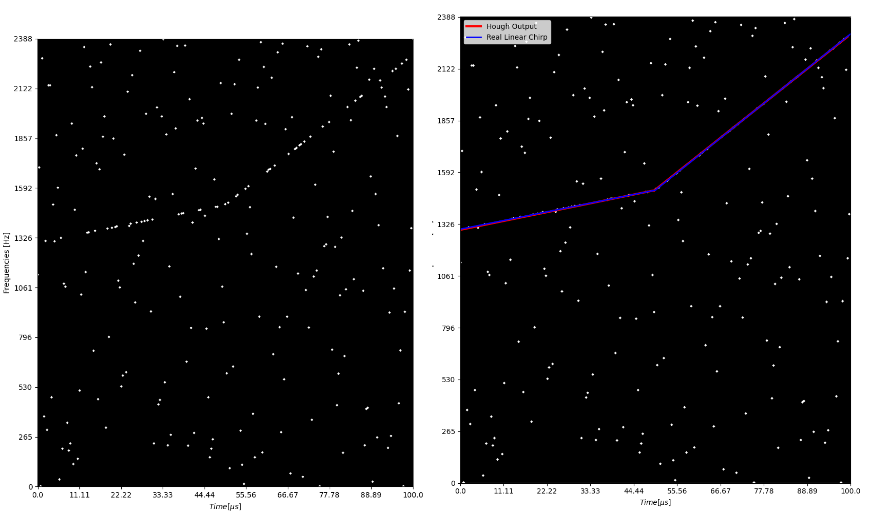 2388
2122
1857
1592
1326
1061
796
530
265
0
Frequencies [Hz]
0.0 11.11 22.22 33.33 44.44 55.56 66.67 77.78 88.89 100.0
Time[μs]
Hough Output
Real Linear Chirp
2388
2122
1857
1592
1326
1061
796
530
265
0
0.0 11.11 22.22 33.33 44.44 55.56 66.67 77.78 88.89 100.0
Time[μs]